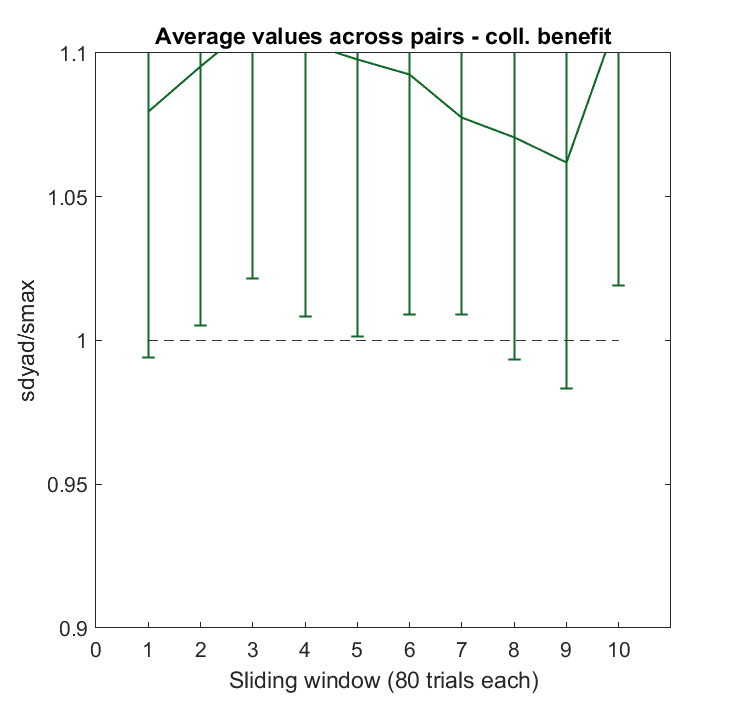 Average values across pairs - coll. benefit
1.1
1.05
1
0.95
0.9
sdyad/smax
0 1 2 3 4 5 6 7 8 9 10
Sliding window (80 trials each)